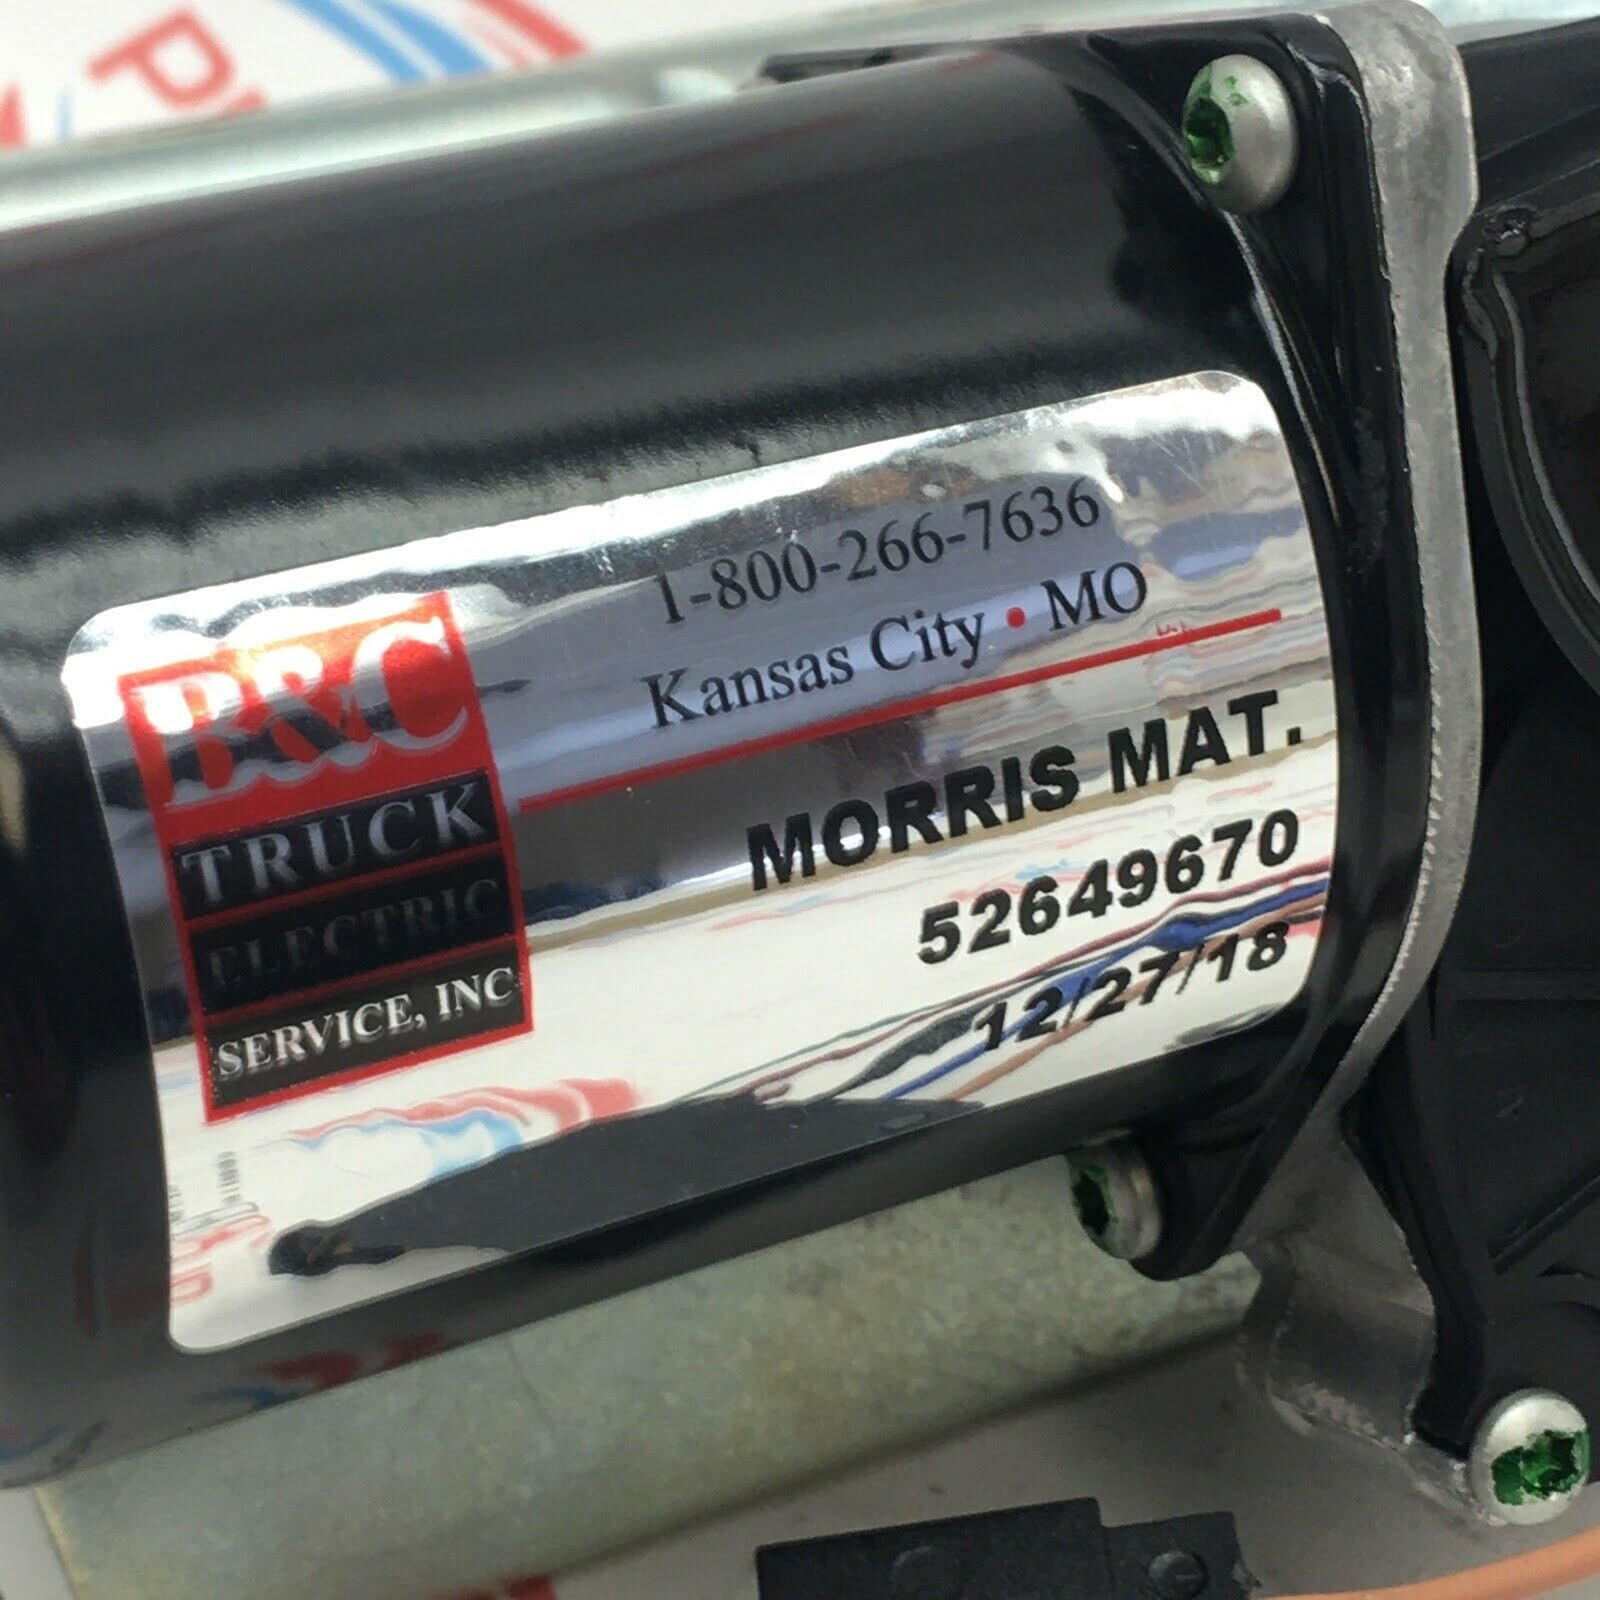 1-800-266-7636
Kansas City • MO
B&C
TRUCK
ELECTRIC
SERVICE, INC
MORRIS MAT.
52649670
12/27/18